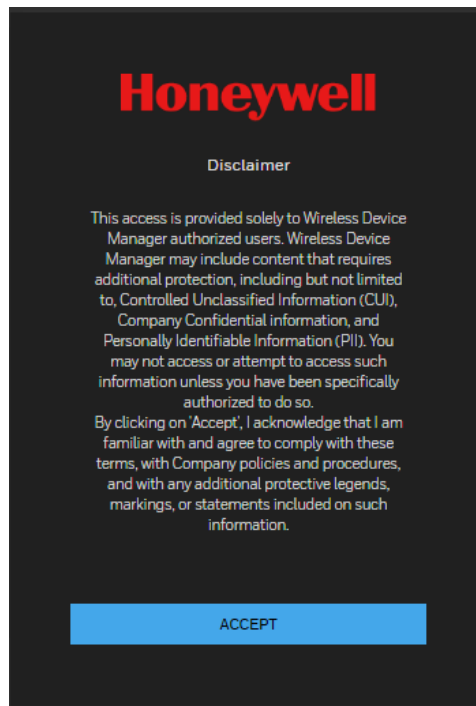 Honeywell
Disclaimer
This access is provided solely to Wireless Device
Manager authorized users. Wireless Device
Manager may include content that requires
additional protection, including but not limited
to, Controlled Unclassified Information (CUI),
Company Confidential information, and
Personally Identifiable Information (PII). You
may not access or attempt to access such
information unless you have been specifically
authorized to do so.
By clicking on 'Accept', I acknowledge that I am
familiar with and agree to comply with these
terms, with Company policies and procedures,
and with any additional protective legends,
markings, or statements included on such
information.
ACCEPT